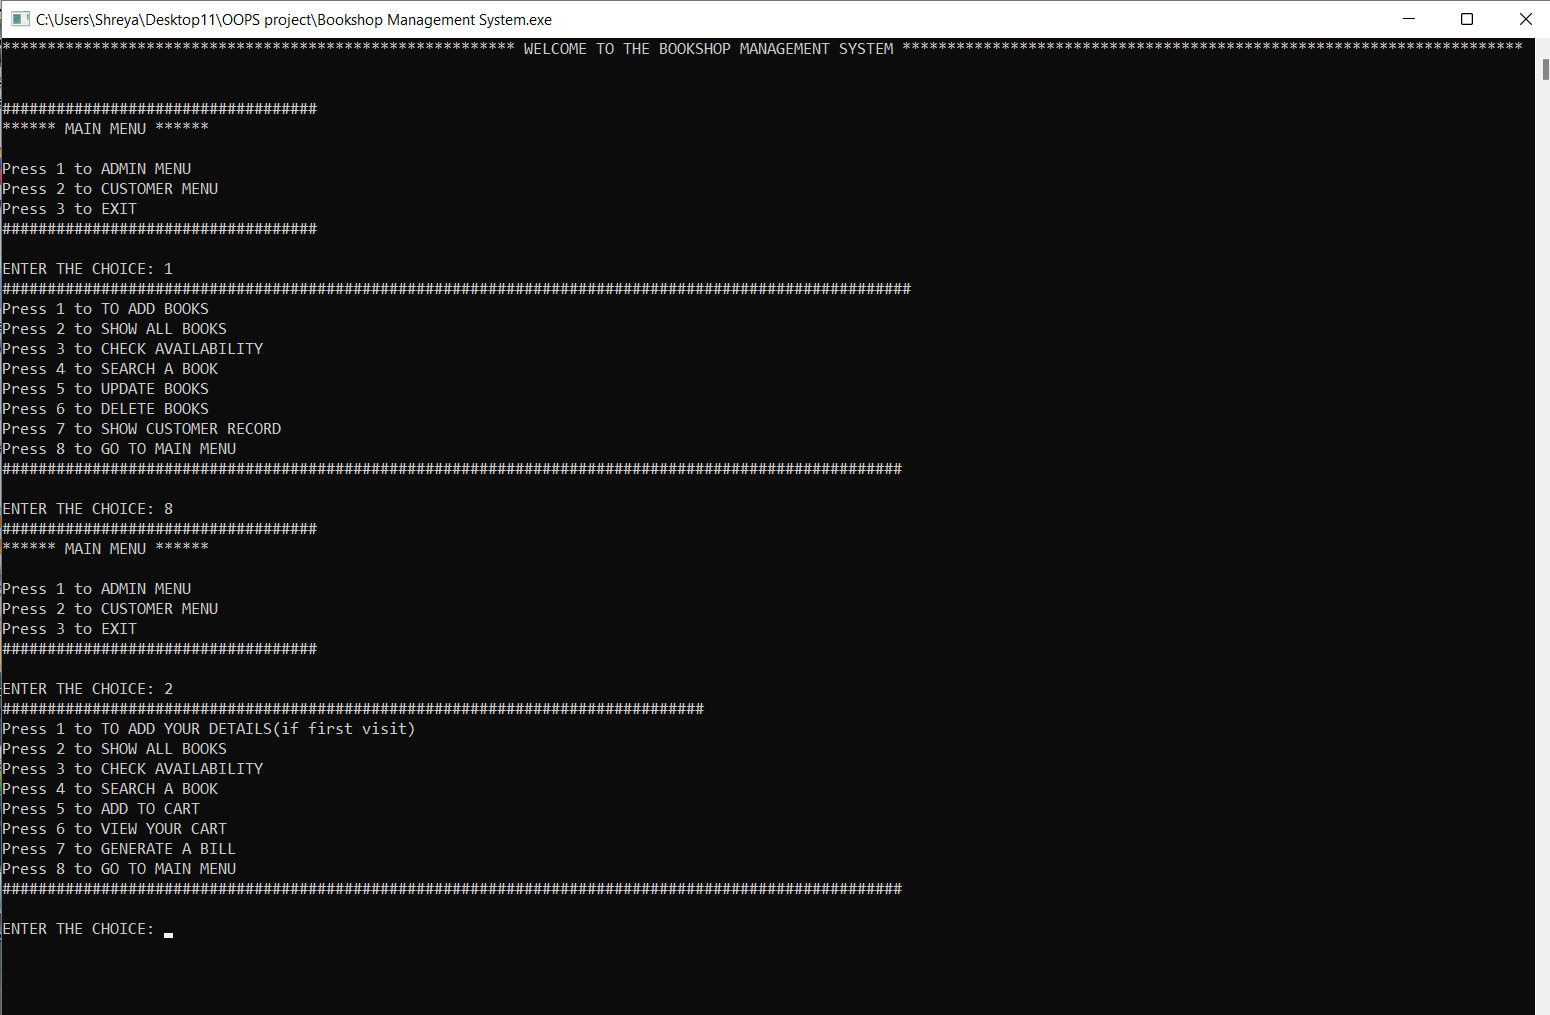 C:\Users\Shreya\Desktop11\OOPS project\Bookshop Management System.exe
********************************************************* WELCOME TO THE BOOKSHOP MANAGEMENT SYSTEM *********************************************************************
###################################
****** MAIN MENU ******
Press 1 to ADMIN MENU
Press 2 to CUSTOMER MENU
Press 3 to EXIT
###################################
ENTER THE CHOICE: 1
#####################################################################################################
Press 1 to TO ADD BOOKS
Press 2 to SHOW ALL BOOKS
Press 3 to CHECK AVAILABILITY
Press 4 to SEARCH A BOOK
Press 5 to UPDATE BOOKS
Press 6 to DELETE BOOKS
Press 7 to SHOW CUSTOMER RECORD
Press 8 to GO TO MAIN MENU
####################################################################################################
ENTER THE CHOICE: 8
###################################
****** MAIN MENU ******
Press 1 to ADMIN MENU
Press 2 to CUSTOMER MENU
Press 3 to EXIT
###################################
ENTER THE CHOICE: 2
##############################################################################
Press 1 to TO ADD YOUR DETAILS(if first visit)
Press 2 to SHOW ALL BOOKS
Press 3 to CHECK AVAILABILITY
Press 4 to SEARCH A BOOK
Press 5 to ADD TO CART
Press 6 to VIEW YOUR CART
Press 7 to GENERATE A BILL
Press 8 to GO TO MAIN MENU
####################################################################################################
ENTER THE CHOICE: